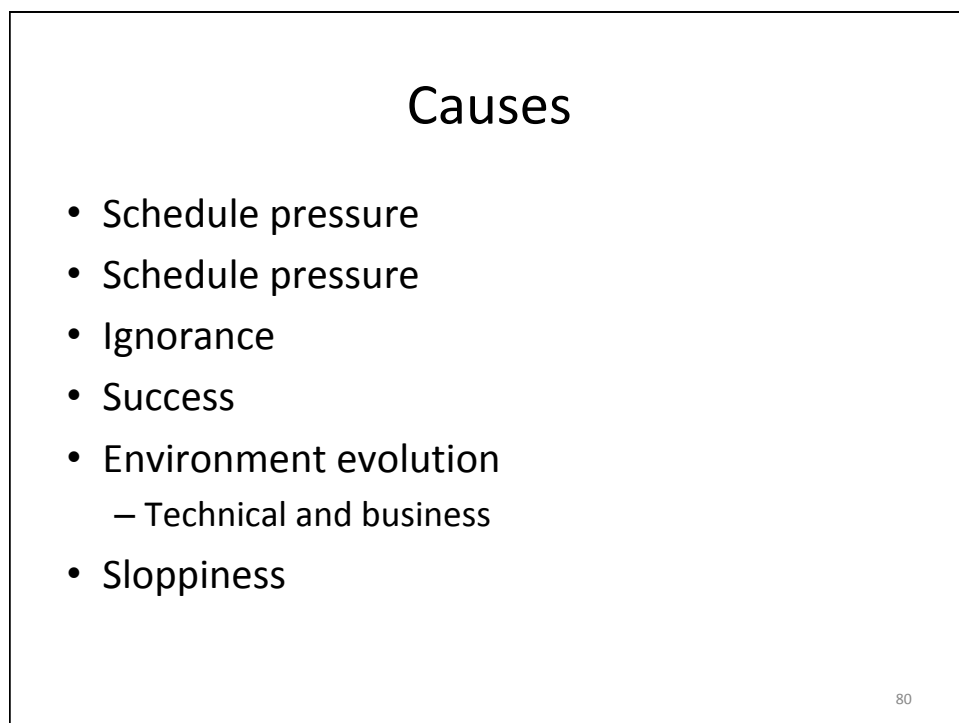 Causes
• Schedule pressure
• Schedule pressure
• Ignorance
• Success
• Environment evolution
– Technical and business
• Sloppiness
80